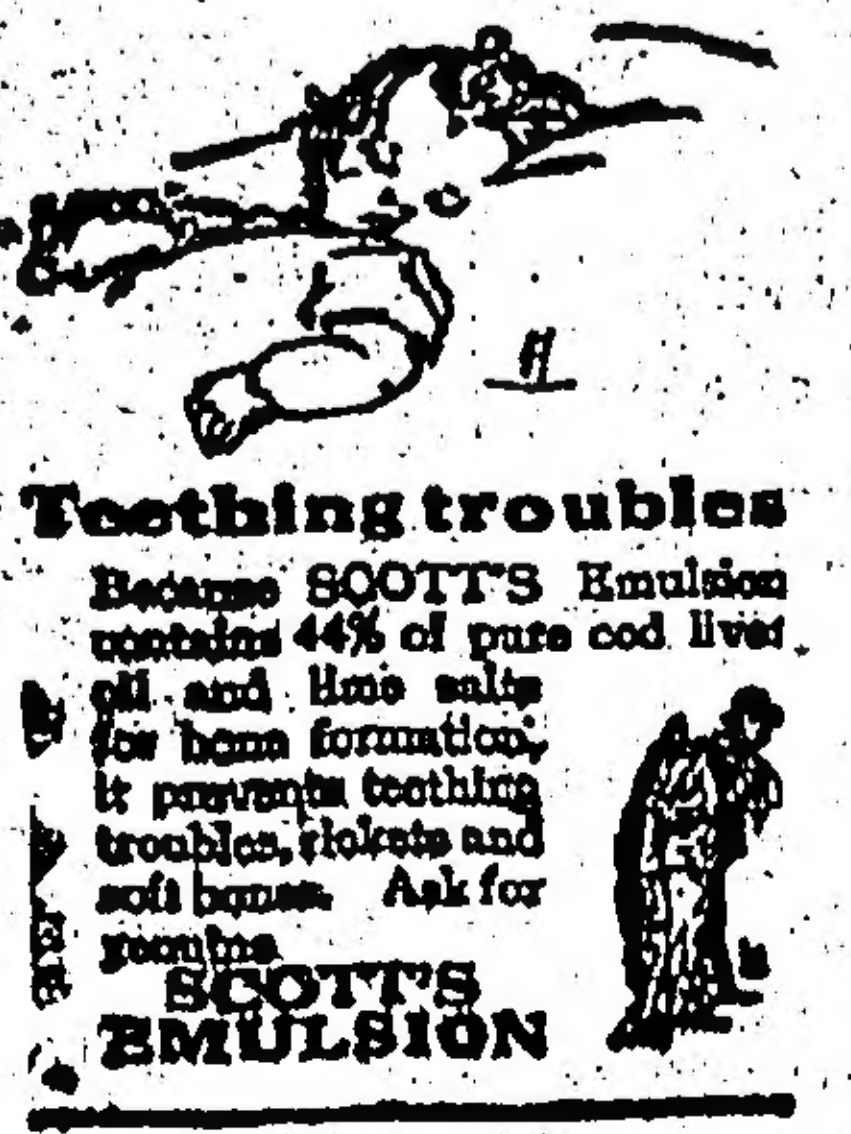 Teething troubles
Because SCOTT'S Emulsion
contains 44% of pure cod liver
oil and lime salts
for bone formation,
it prevents teething
troubles, rickets and
soft bones. Ask for
genuine
SCOTT'S
EMULSION